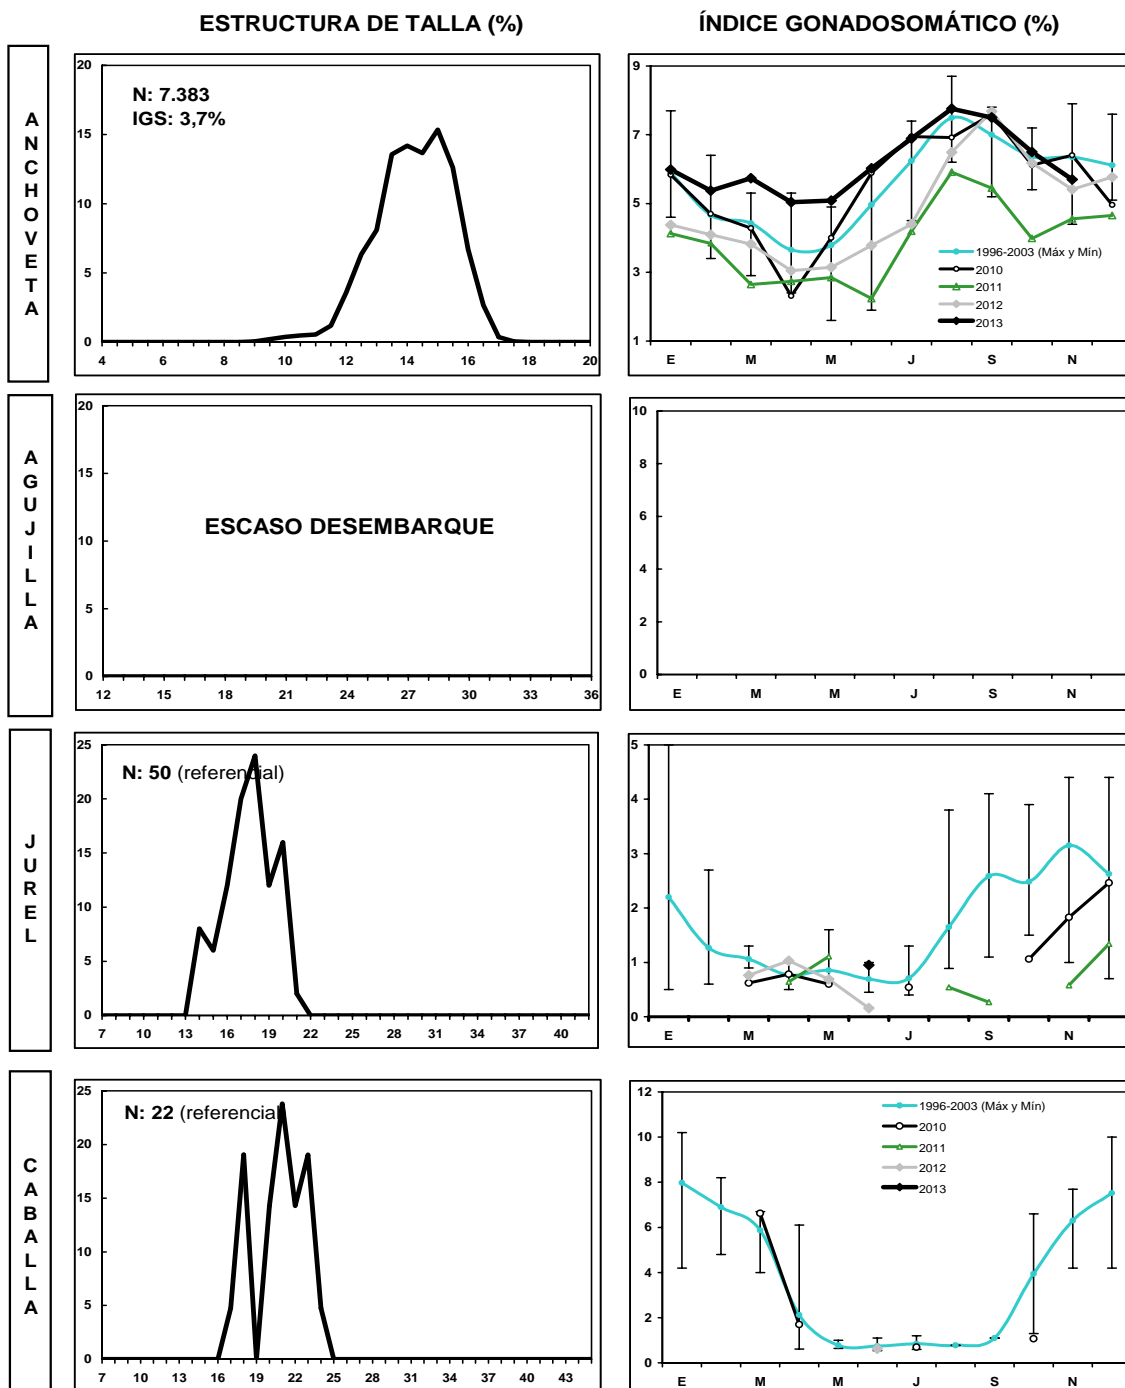 ESTRUCTURA DE TALLA (%)
ÍNDICE GONADOSOMÁTICO (%)
ANCHOVETA
N: 7.383
IGS: 3,7%
20
15
10
5
0
4 6 8 10 12 14 16 18 20
9
7
5
3
1
1996-2003 (Máx y Mín)
2010
2011
2012
2013
E M M J S N
AGUJILLA
20
15
10
5
0
ESCASO DESEMBARQUE
12 15 18 21 24 27 30 33 36
10
8
6
4
2
0
E M M J S N
JUREL
N: 50 (referencial)
25
20
15
10
5
0
7 10 13 16 19 22 25 28 31 34 37 40
5
4
3
2
1
0
E M M J S N
CABALLA
N: 22 (referencial
25
20
15
10
5
0
7 10 13 16 19 22 25 28 31 34 37 40 43
12
10
8
6
4
2
0
1996-2003 (Máx y Mín)
2010
2011
2012
2013
E M M J S N